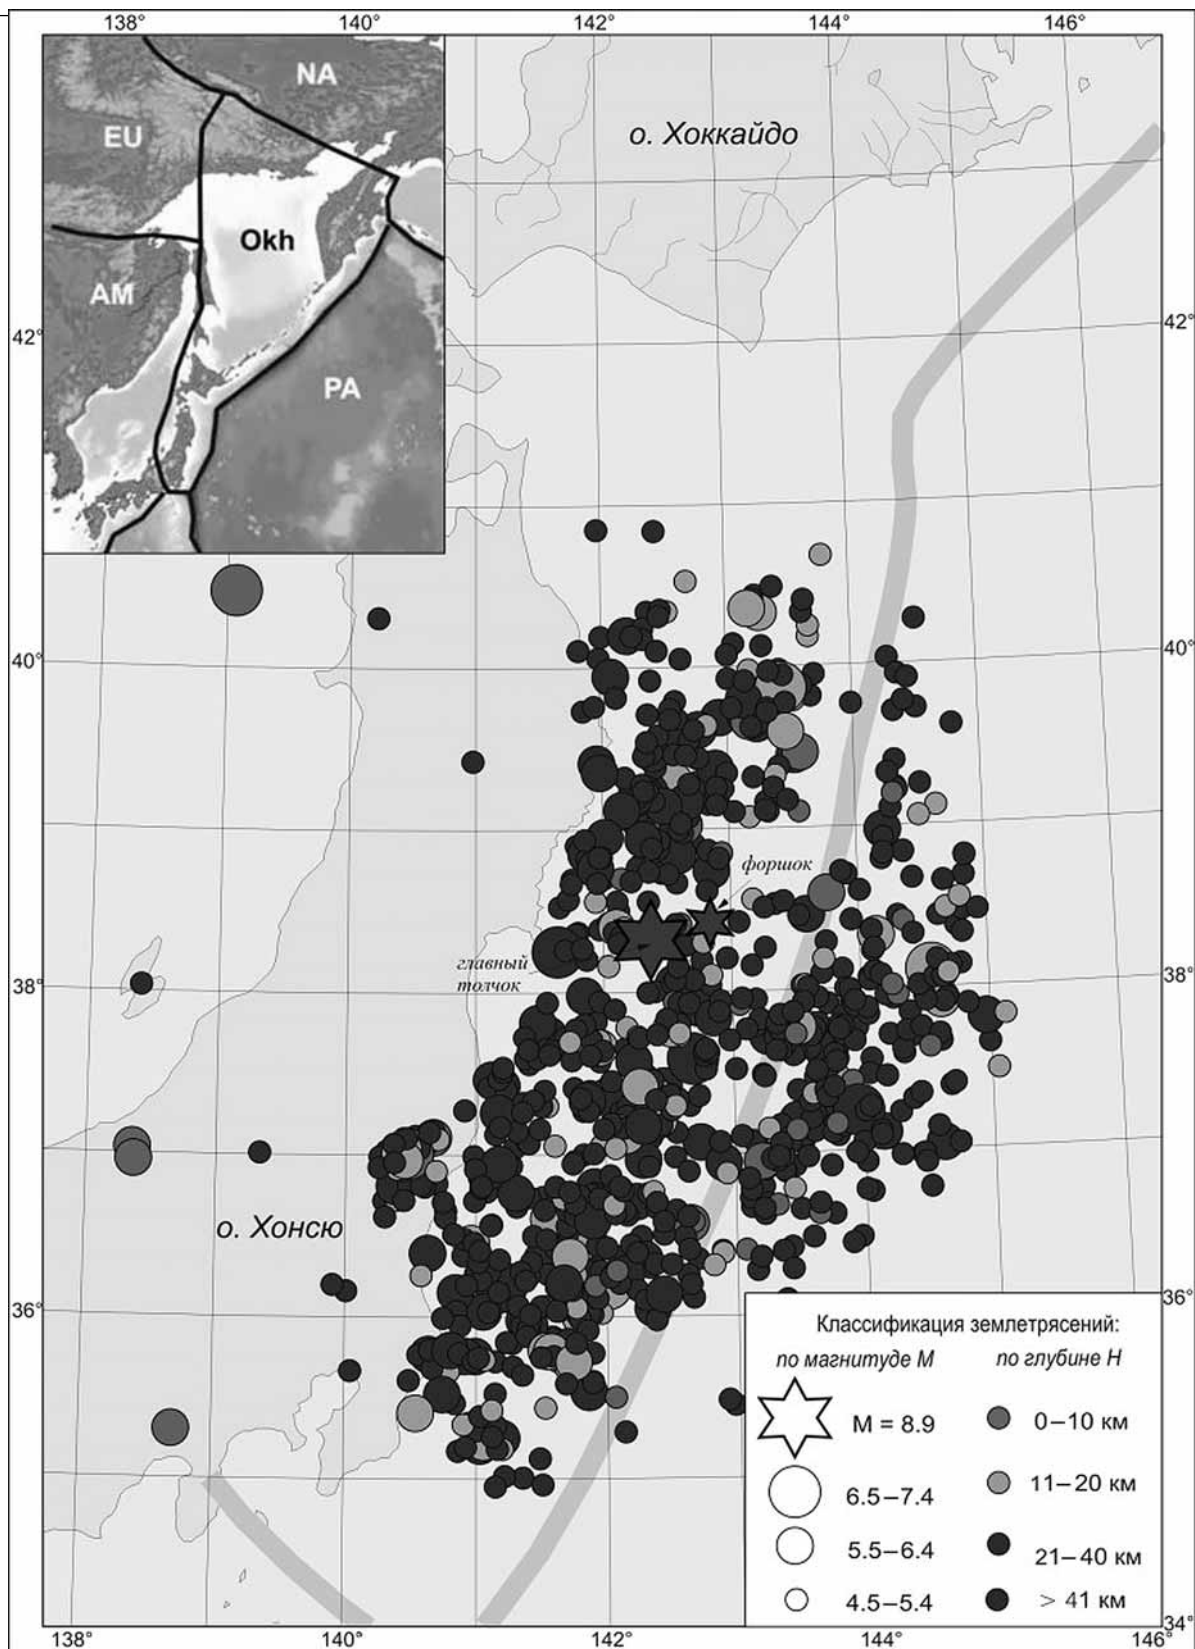 138° 140° 142° 144° 146°
NA
EU
о. Хоккайдо
Okh
AM
42° 42°
PA
40° 40°
форшок
главный
толчок
38° 38°
о. Хонсю
36° 36°
Классификация землетрясений:
по магнитуде М по глубине Н
М = 8.9 0–10 км
6.5–7.4 11–20 км
5.5–6.4 21–40 км
4.5–5.4 > 41 км
34°
138° 140° 142° 144° 146°